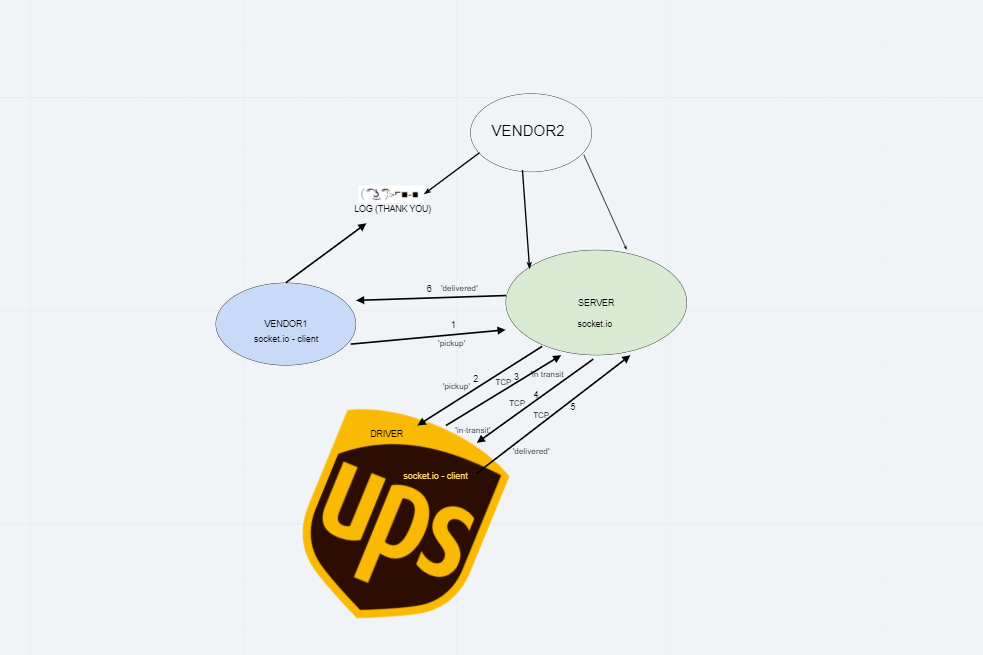 VENDOR2
LOG (THANK YOU)
6 'delivered'
SERVER
socket.io
VENDOR1
socket.io - client
1
'pickup'
2
'pickup'
TCP 3 'in transit
TCP 4
TCP 5
'in-transit'
'delivered'
DRIVER
socket.io - client
ups